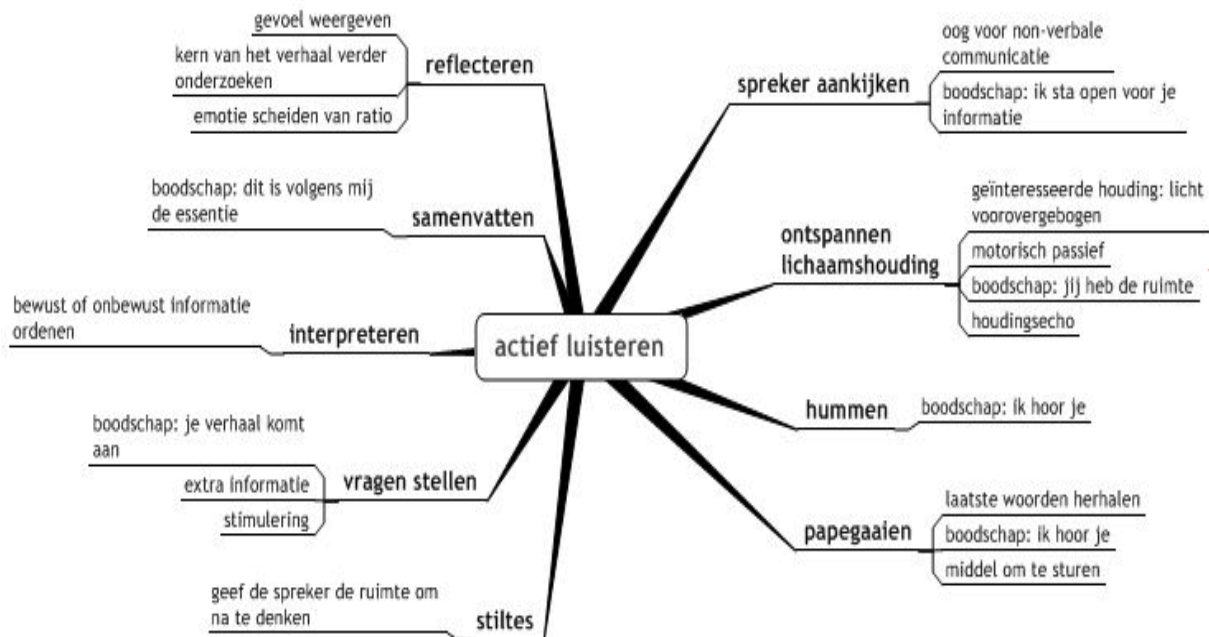 gevoel weergeven
kern van het verhaal verder
onderzoeken
emotie scheiden van ratio
reflecteren
boodschap: dit is volgens mij
de essentie
samenvatten
bewust of onbewust informatie
ordenen
interpreteren
boodschap: je verhaal komt
aan
extra informatie
stimulering
vragen stellen
geef de spreker de ruimte om
na te denken
stiltes
actief luisteren
spreker aankijken
oog voor non-verbale
communicatie
boodschap: ik sta open voor je
informatie
ontspannen
lichaamshouding
geïnteresseerde houding: licht
voorovergebogen
motorisch passief
boodschap: jij heb de ruimte
houdingsecho
hummen
boodschap: ik hoor je
papegaaien
laatste woorden herhalen
boodschap: ik hoor je
middel om te sturen